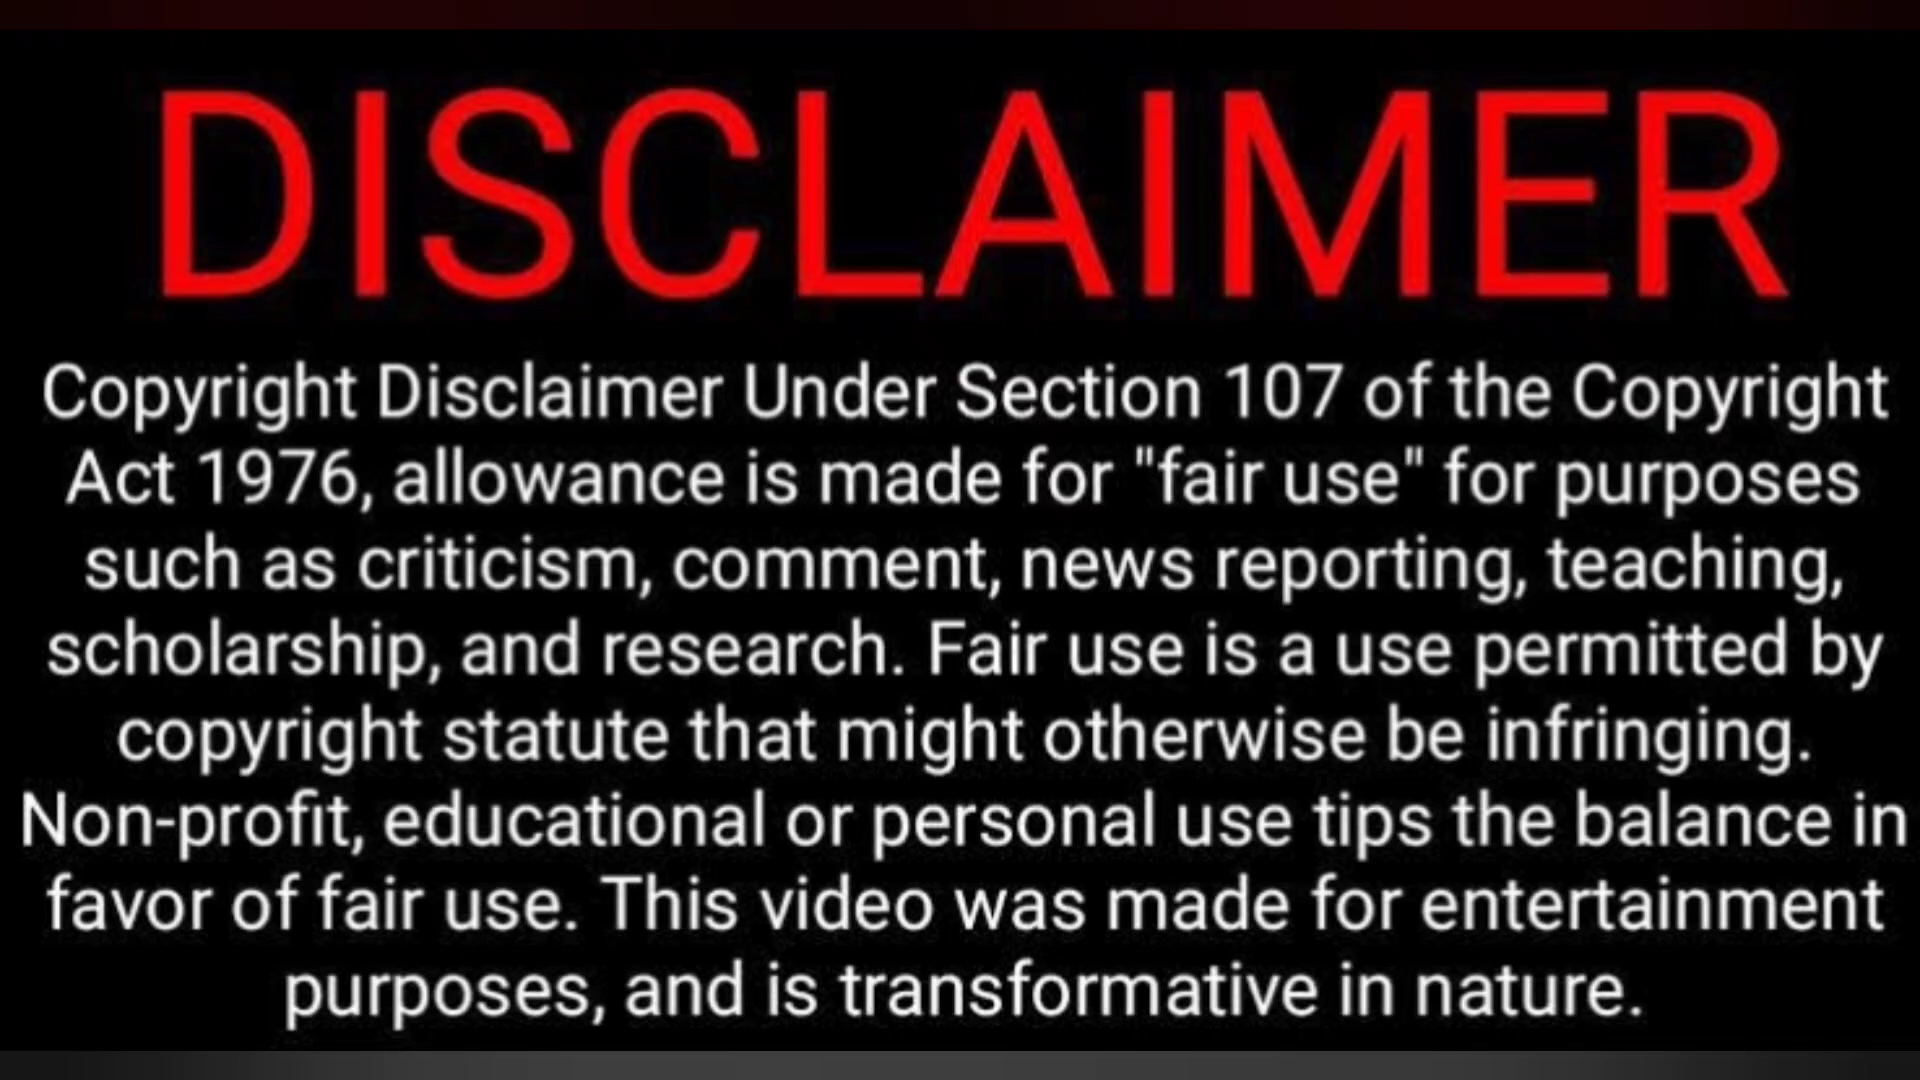 DISCLAIMER
Copyright Disclaimer Under Section 107 of the Copyright
Act 1976, allowance is made for "fair use" for purposes
such as criticism, comment, news reporting, teaching,
scholarship, and research. Fair use is a use permitted by
copyright statute that might otherwise be infringing.
Non-profit, educational or personal use tips the balance in
favor of fair use. This video was made for entertainment
purposes, and is transformative in nature.